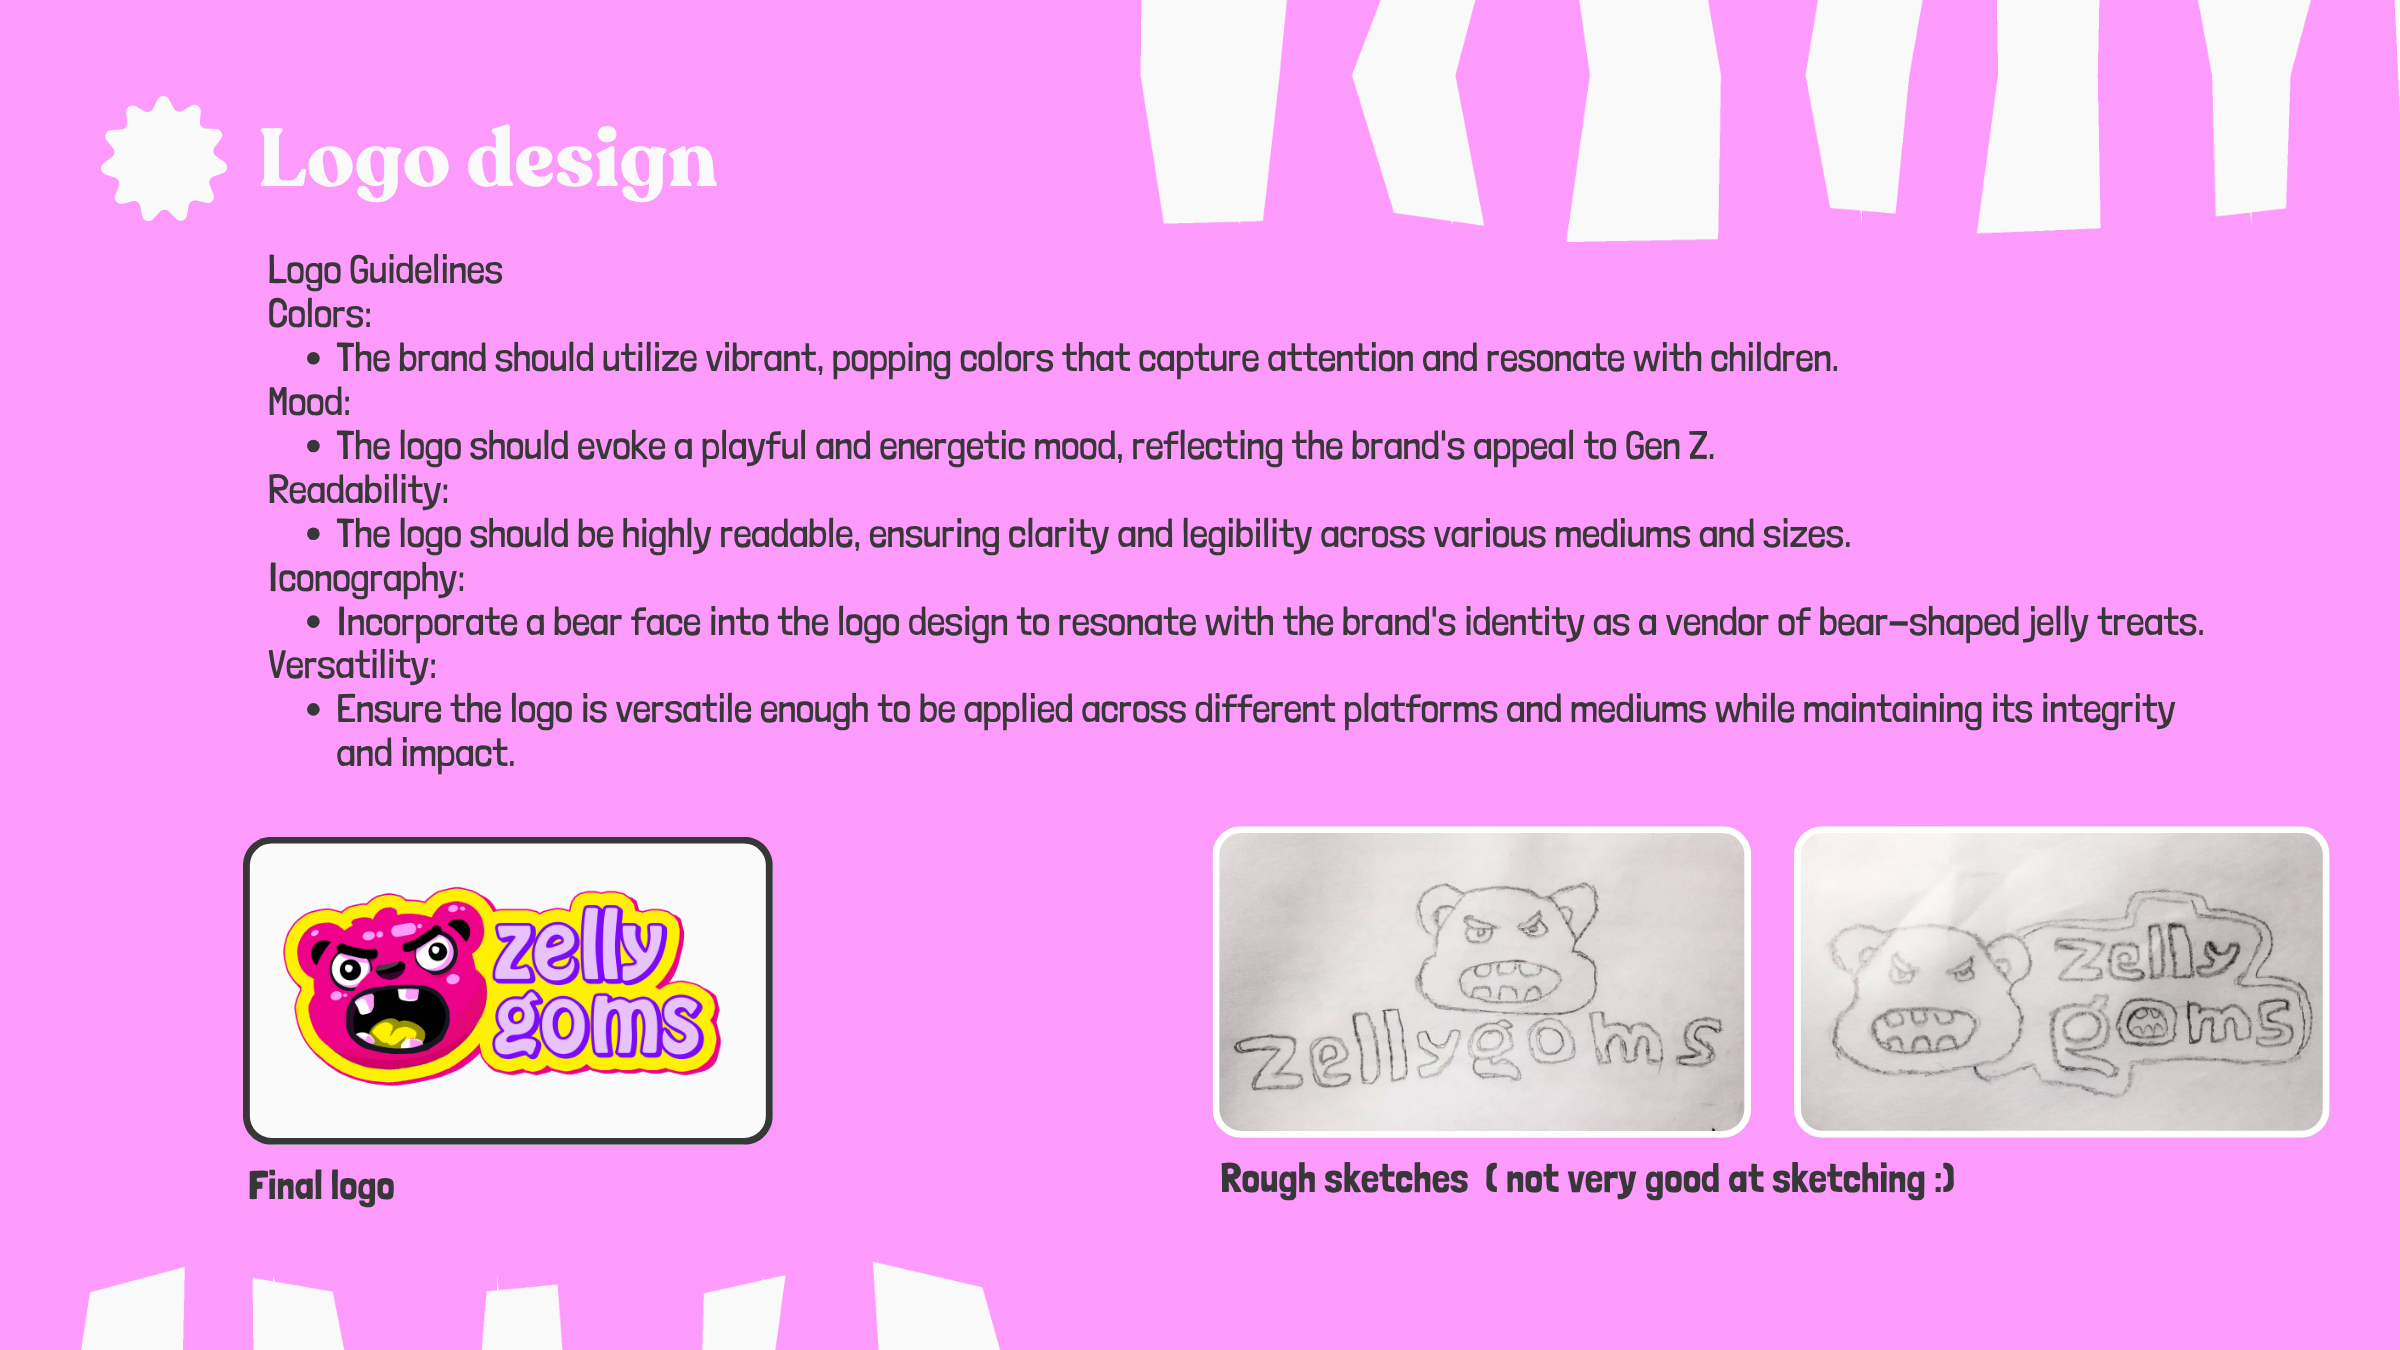 Logo design
Logo Guidelines
Colors:
• The brand should utilize vibrant, popping colors that capture attention and resonate with children.
Mood:
• The logo should evoke a playful and energetic mood, reflecting the brand's appeal to Gen Z.
Readability:
• The logo should be highly readable, ensuring clarity and legibility across various mediums and sizes.
Iconography:
• Incorporate a bear face into the logo design to resonate with the brand's identity as a vendor of bear-shaped jelly treats.
Versatility:
• Ensure the logo is versatile enough to be applied across different platforms and mediums while maintaining its integrity
and impact.
zelly
goms
Final logo
zellygoms
zelly
goms
Rough sketches ( not very good at sketching :)